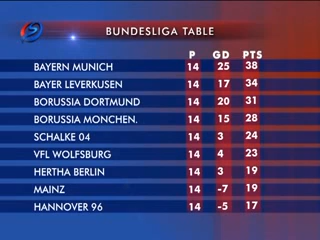 BUNDESLIGA TABLE
P GD PTS
BAYERN MUNICH 14 25 38
BAYER LEVERKUSEN 14 17 34
BORUSSIA DORTMUND 14 20 31
BORUSSIA MONCHEN. 14 15 28
SCHALKE 04 14 3 24
VFL WOLFSBURG 14 4 23
HERTHA BERLIN 14 3 19
MAINZ 14 -7 19
HANNOVER 96 14 -5 17